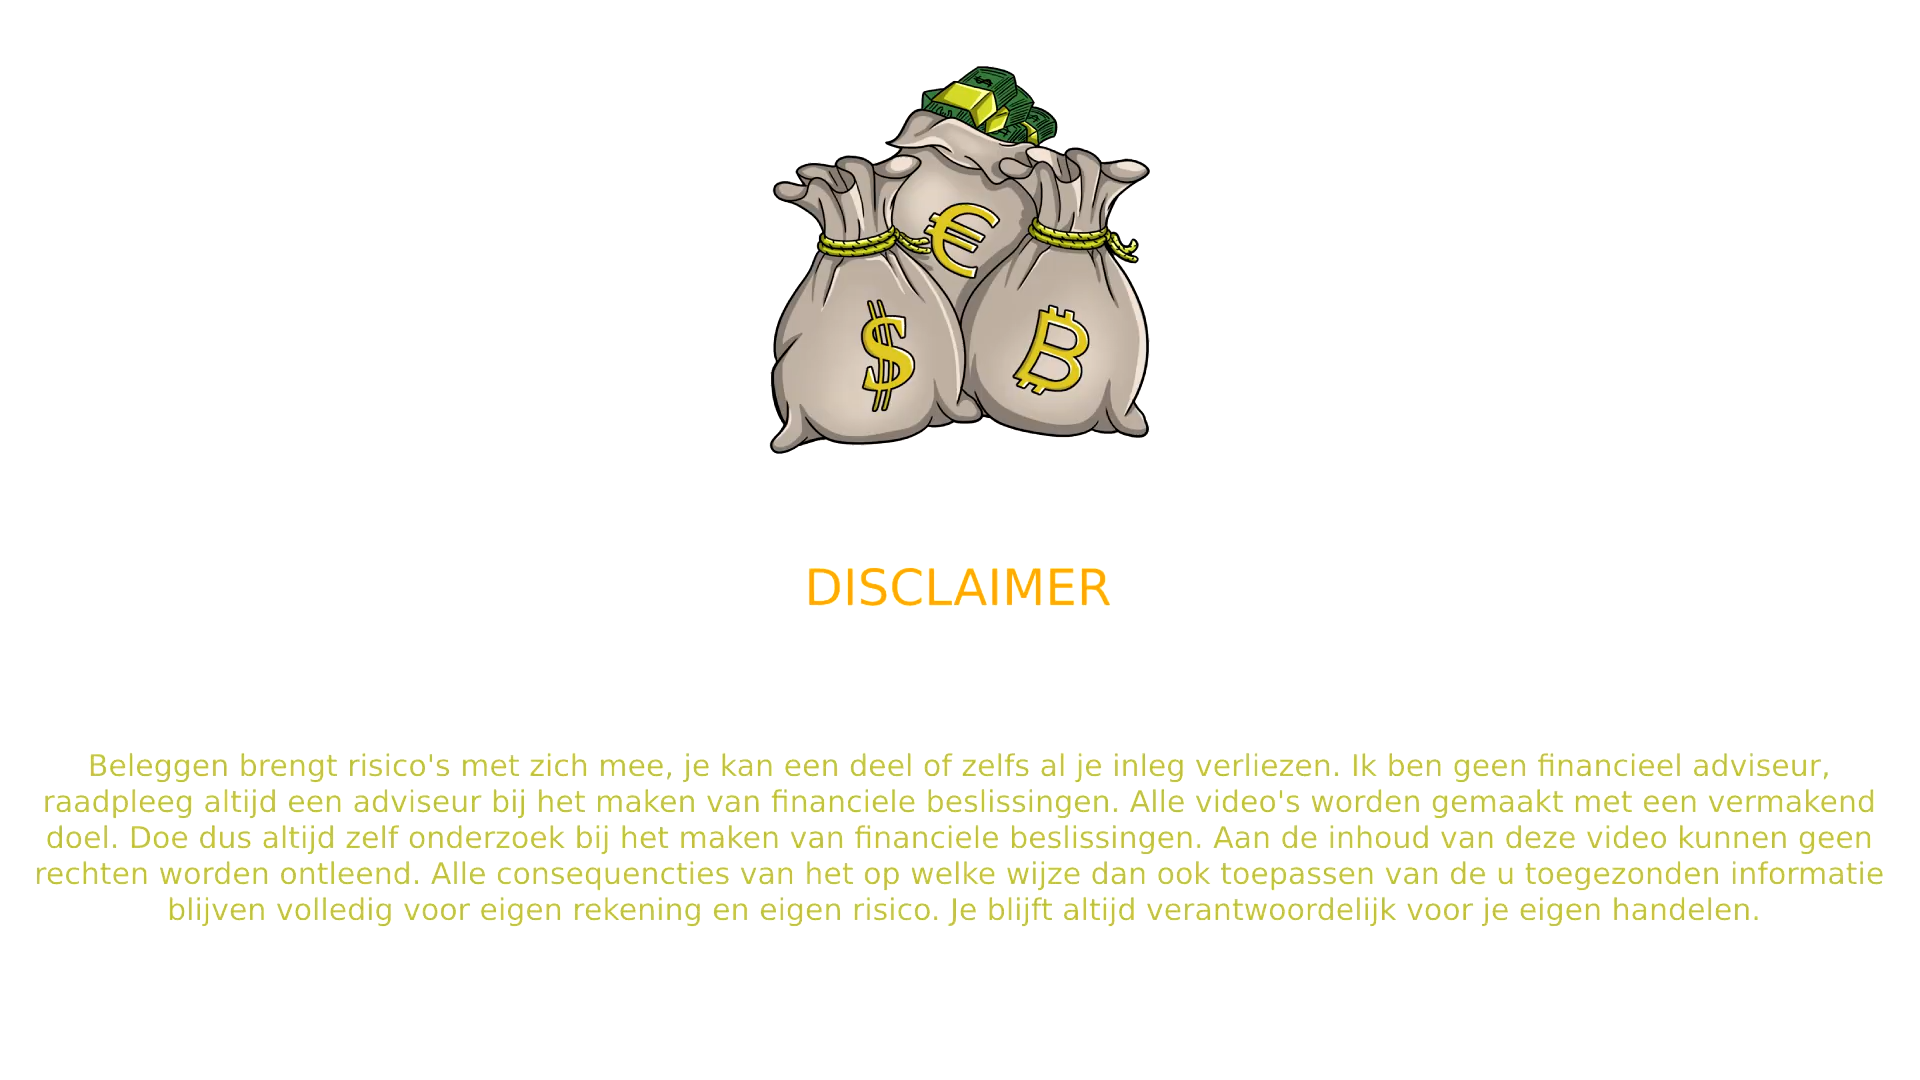 €
$
₿
DISCLAIMER
Beleggen brengt risico's met zich mee, je kan een deel of zelfs al je inleg verliezen. Ik ben geen financieel adviseur,
raadpleeg altijd een adviseur bij het maken van financiele beslissingen. Alle video's worden gemaakt met een vermakend
doel. Doe dus altijd zelf onderzoek bij het maken van financiele beslissingen. Aan de inhoud van deze video kunnen geen
rechten worden ontleend. Alle consequencties van het op welke wijze dan ook toepassen van de u toegezonden informatie
blijven volledig voor eigen rekening en eigen risico. Je blijft altijd verantwoordelijk voor je eigen handelen.